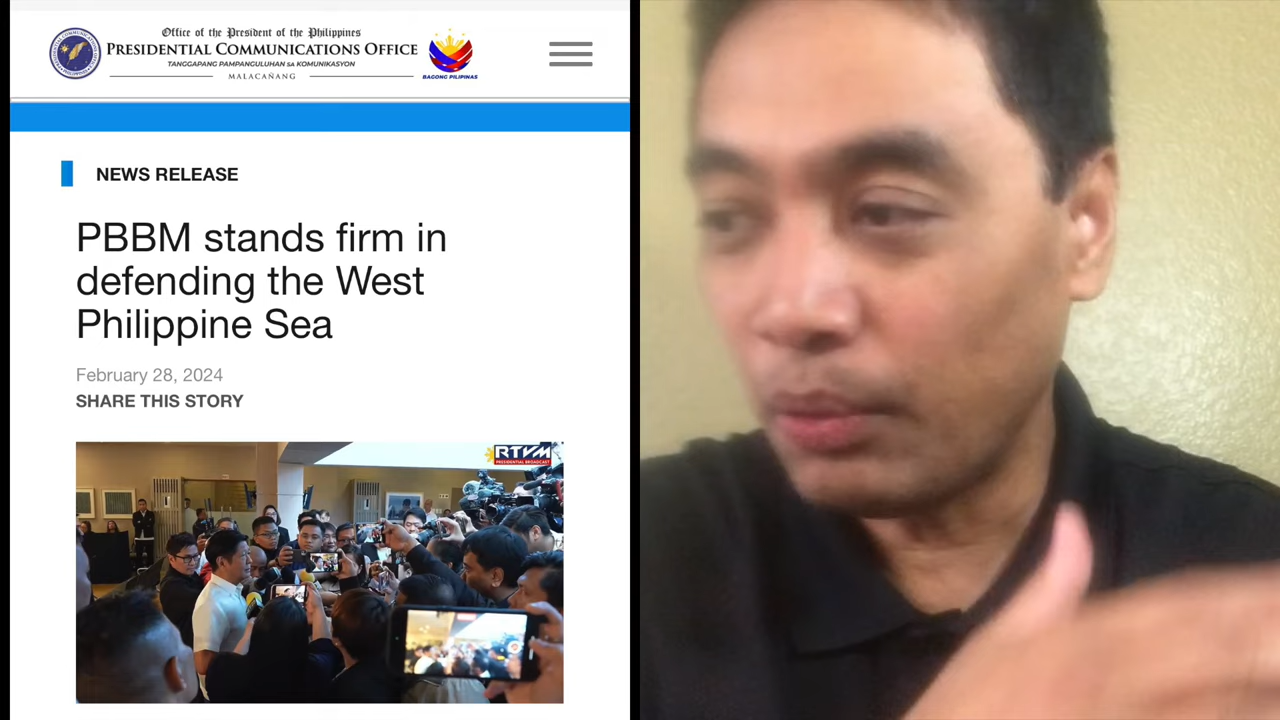 Office of the President of the Philippines
PRESIDENTIAL COMMUNICATIONS OFFICE
TANGGAPAN PAMPANGULUHAN SA KOMUNIKASYON
MALACAÑANG
BAGONG PILIPINAS
NEWS RELEASE
PBBM stands firm in
defending the West
Philippine Sea
February 28, 2024
SHARE THIS STORY
RTVM
PRESIDENTIAL BROADCAST